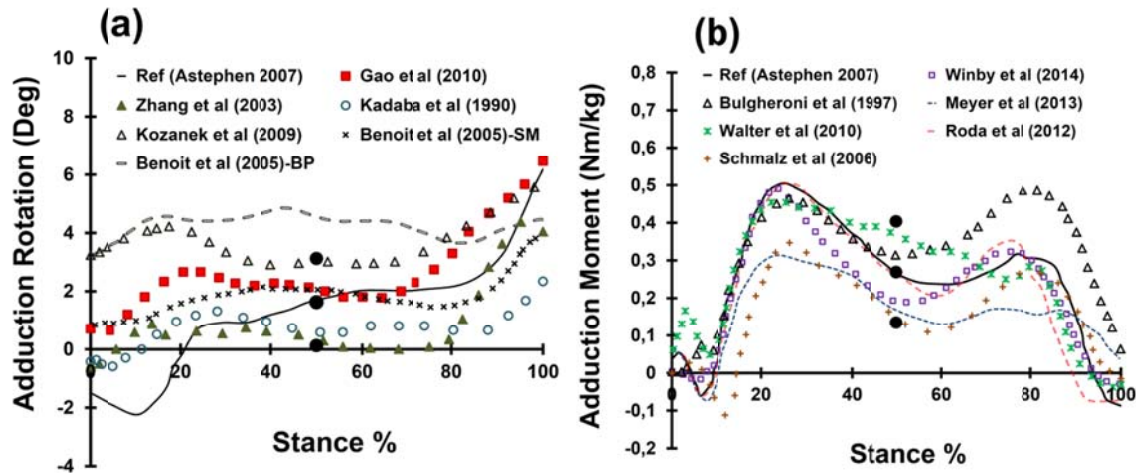 (a)
Adduction Rotation (Deg)
10
8
6
4
2
0
-2
-4
Ref (Astephen 2007)
Gao et al (2010)
Zhang et al (2003)
Kadaba et al (1990)
Kozanek et al (2009)
Benoit et al (2005)-SM
Benoit et al (2005)-BP
0 20 40 60 80 100
Stance %
(b)
Adduction Moment (Nm/kg)
0,8
0,7
0,6
0,5
0,4
0,3
0,2
0,1
0
-0,1
-0,2
Ref (Astephen 2007)
Winby et al (2014)
Bulgheroni et al (1997)
Meyer et al (2013)
Walter et al (2010)
Roda et al (2012)
Schmalz et al (2006)
0 20 40 60 80 100
Stance %